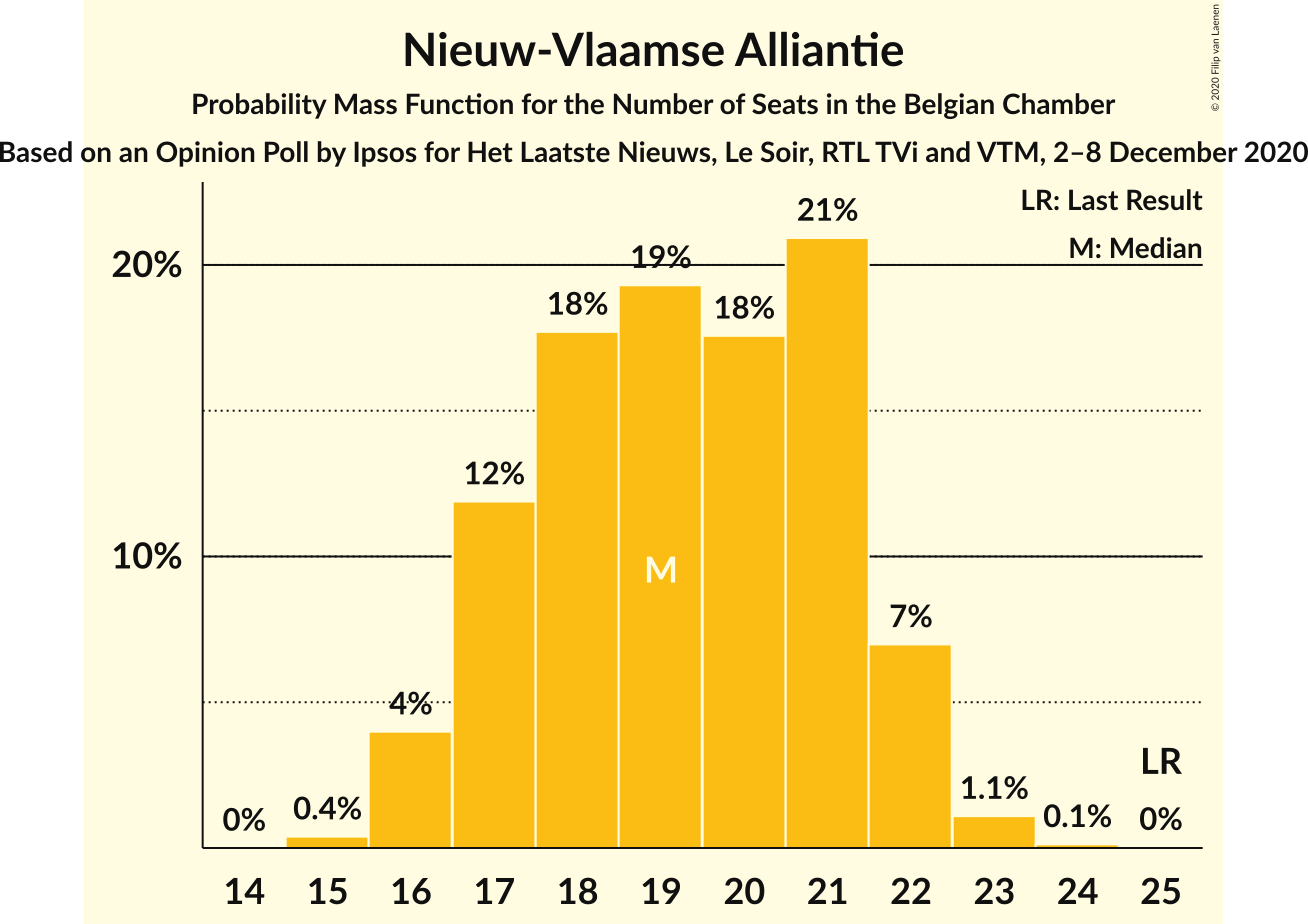 Nieuw-Vlaamse Alliantie
Probability Mass Function for the Number of Seats in the Belgian Chamber
Based on an Opinion Poll by Ipsos for Het Laatste Nieuws, Le Soir, RTL TVi and VTM, 2–8 December 2020
© 2020 Filip van Laenen
LR: Last Result
M: Median
20%
10%
0%
0.4%
4%
12%
18%
19%
18%
21%
7%
1.1%
0.1%
0%
LR
M
14 15 16 17 18 19 20 21 22 23 24 25